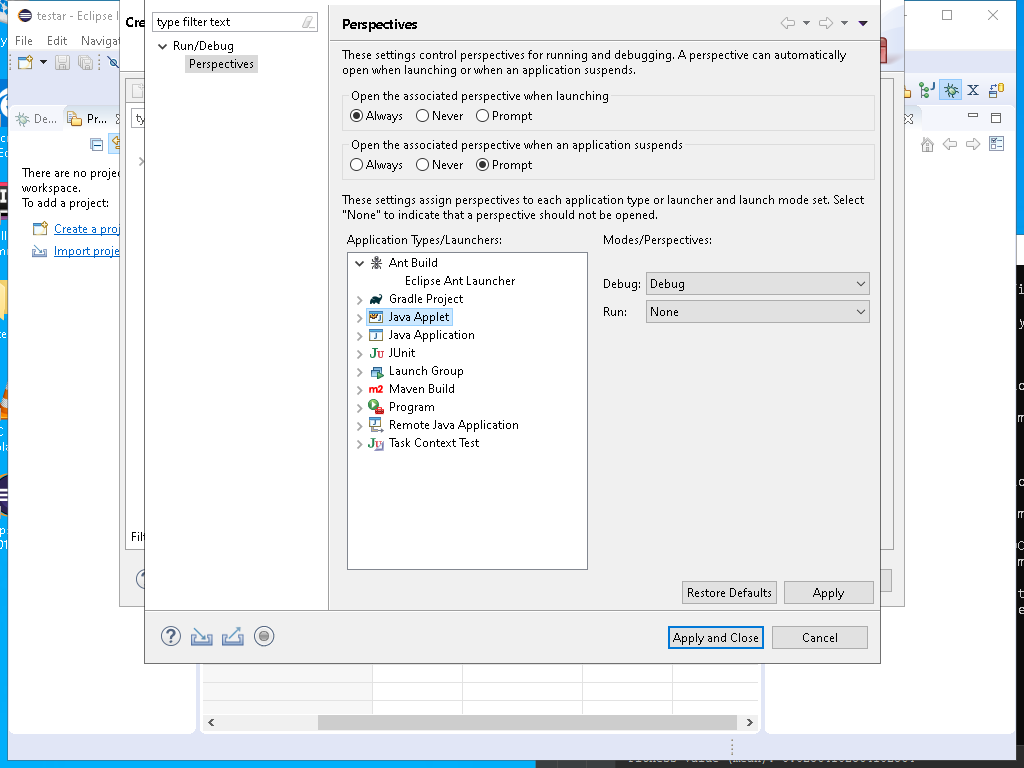 testar - Eclipse I
Cre
type filter text
Perspectives
File Edit Navigat
Run/Debug
Perspectives
These settings control perspectives for running and debugging. A perspective can automatically
open when launching or when an application suspends.
Open the associated perspective when launching
Always Never Prompt
De... Pr...
ty
Open the associated perspective when an application suspends
Always Never Prompt
There are no projec
workspace.
To add a project:
These settings assign perspectives to each application type or launcher and launch mode set. Select
"None" to indicate that a perspective should not be opened.
Create a proj
Import proje
Application Types/Launchers:
Modes/Perspectives:
Ant Build
Eclipse Ant Launcher
Gradle Project
Java Applet
Java Application
JUnit
Launch Group
Maven Build
Program
Remote Java Application
Task Context Test
Debug: Debug
Run: None
Filt
Restore Defaults Apply
Apply and Close Cancel